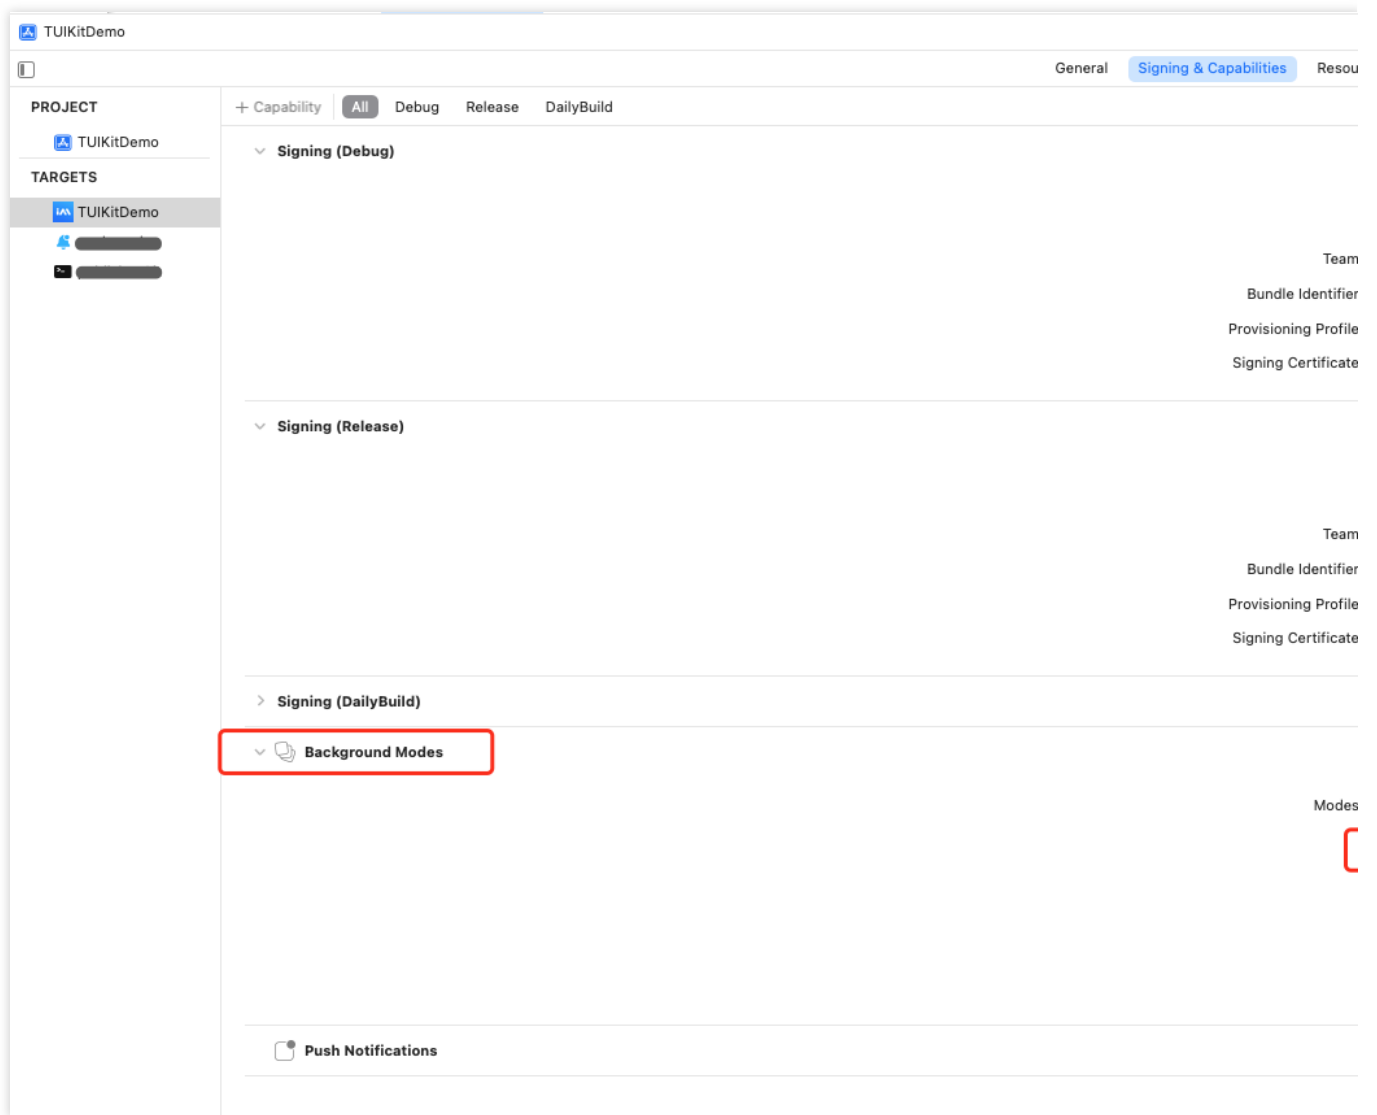 TUIKitDemo
General Signing & Capabilities Resou
PROJECT
+ Capability All Debug Release DailyBuild
TUIKitDemo
Signing (Debug)
TARGETS
TUIKitDemo
Team
Bundle Identifier
Provisioning Profile
Signing Certificate
Signing (Release)
Team
Bundle Identifier
Provisioning Profile
Signing Certificate
Signing (DailyBuild)
Background Modes
Modes
Push Notifications